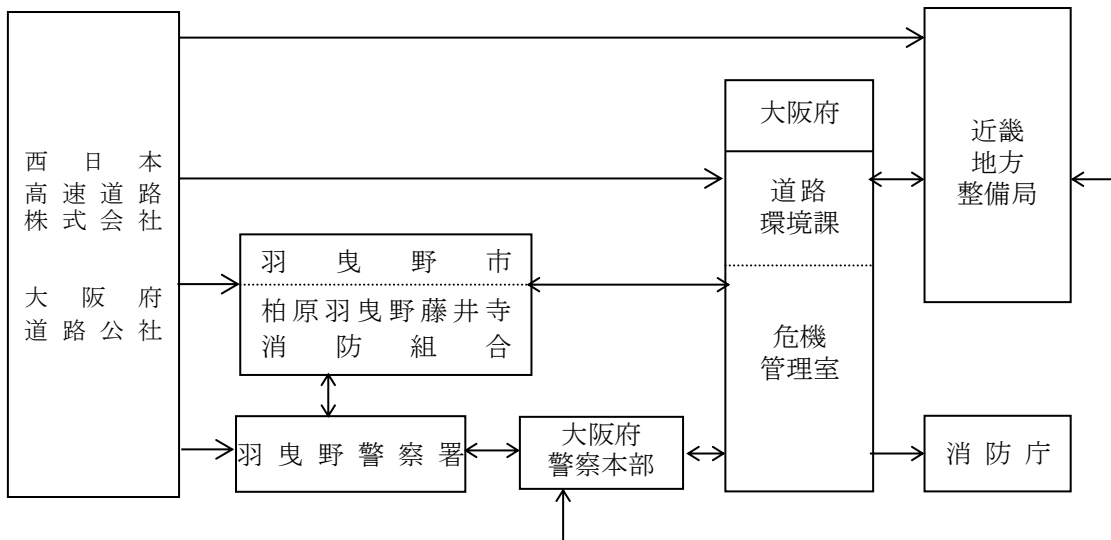 西日本
高速道路
株式会社
大阪府
道路公社
羽曳野市
柏原羽曳野藤井寺
消防組合
羽曳野警察署
大阪府
警察本部
大阪府
道路
環境課
危機
管理室
近畿
地方
整備局
消防庁